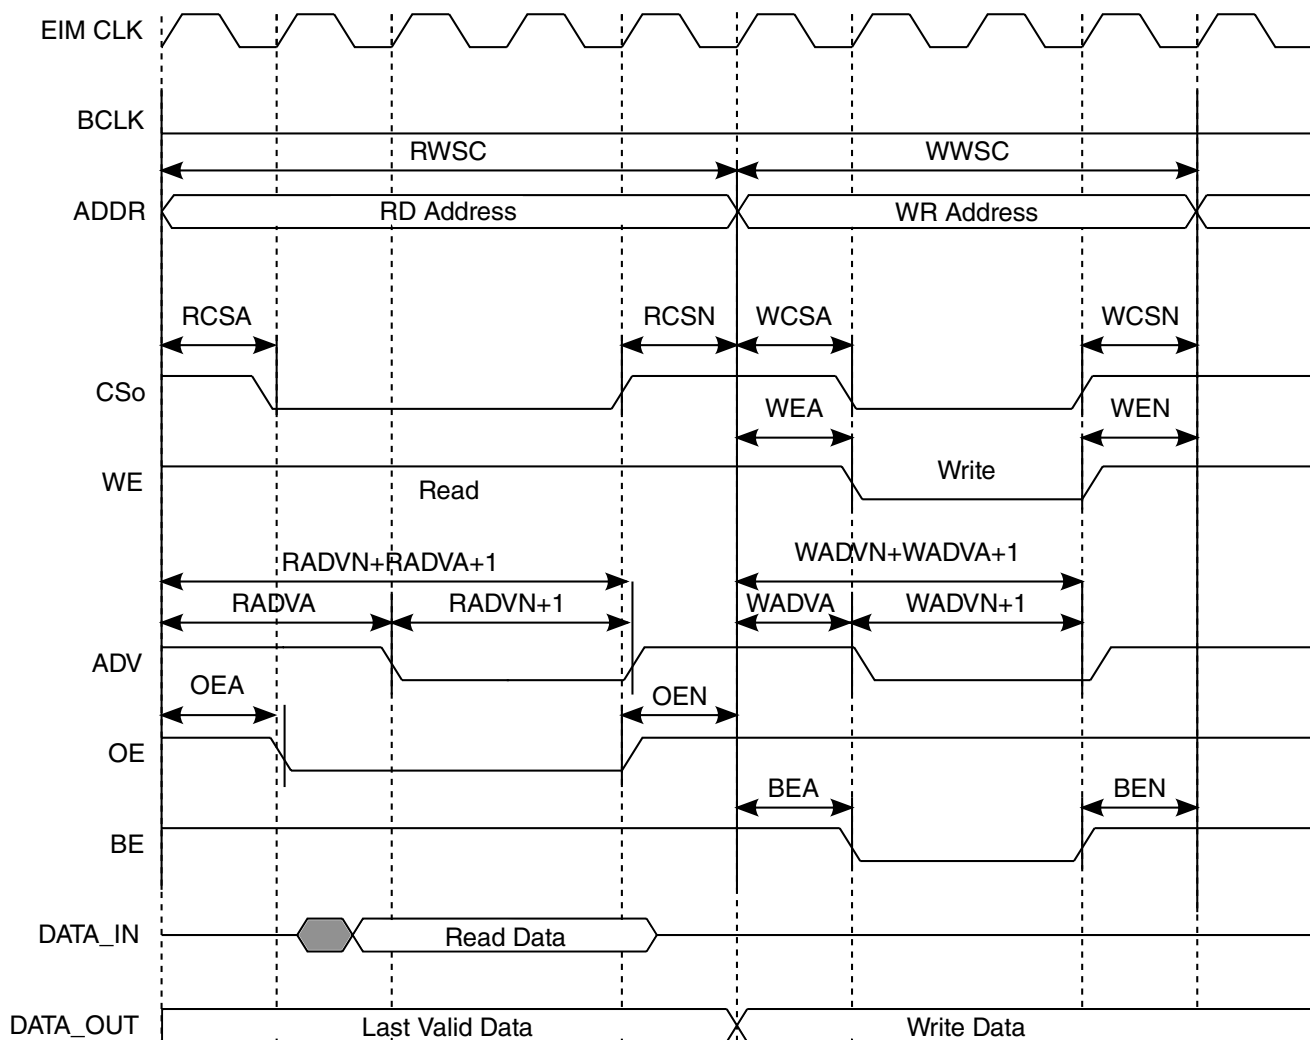 EIM CLK
BCLK
RWSC WWSC
ADDR RD Address WR Address
RCSA RCSN WCSA WCSN
CSo
WEA WEN
WE Read Write
RADVN+RADVA+1 WADVN+WADVA+1
RADVA RADVN+1 WADVA WADVN+1
ADV
OEA OEN
OE
BEA BEN
BE
DATA_IN Read Data
DATA_OUT Last Valid Data Write Data